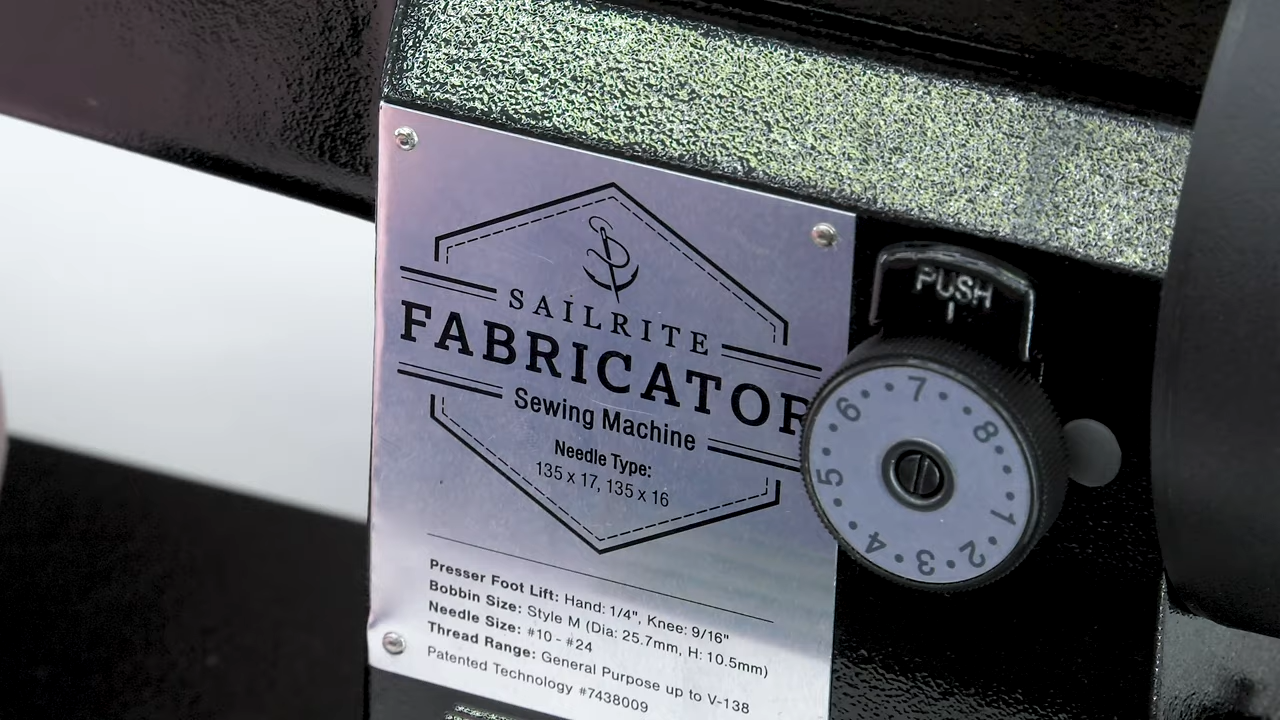 SAILRITE
FABRICATOR
Sewing Machine
Needle Type:
135 x 17, 135 x 16
Presser Foot Lift: Hand: 1/4", Knee: 9/16"
Bobbin Size: Style M (Dia: 25.7mm, H: 10.5mm)
Needle Size: #10 - #24
Thread Range: General Purpose up to V-138
Patented Technology #7438009
PUSH
1 2 3 4 5 6 7 8